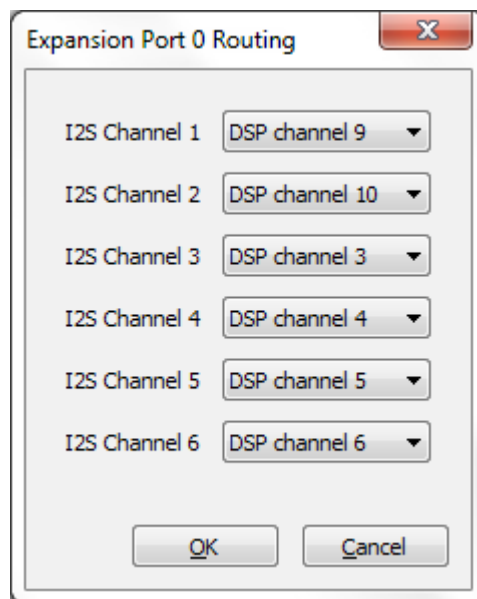 Expansion Port 0 Routing
I2S Channel 1 DSP channel 9
I2S Channel 2 DSP channel 10
I2S Channel 3 DSP channel 3
I2S Channel 4 DSP channel 4
I2S Channel 5 DSP channel 5
I2S Channel 6 DSP channel 6
OK Cancel